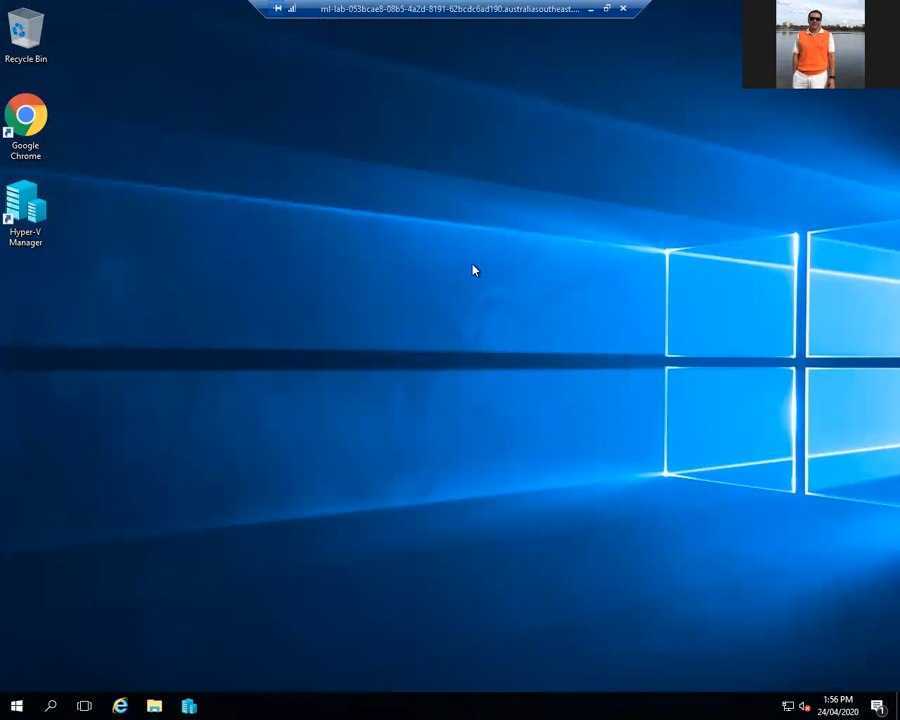 ml-lab-053bcae8-08b5-4a2d-8191-62bcdc6ad190.australiasoutheast....
Recycle Bin
Google
Chrome
Hyper-V
Manager
1:56 PM
24/04/2020
1